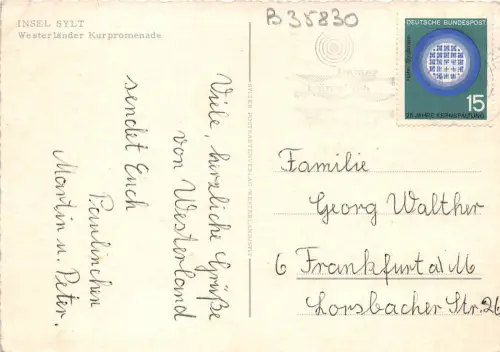 INSEL SYLT
Westerländer Kurpromenade
B35830
DEUTSCHE BUNDESPOST
15
25 JAHRE KERNSPALTUNG
Viele, herzliche Grüße
von Westerland
sendet Euch
Paulinchen
Martin u. Peter.
Familie
Georg Walther
6 Frankfurt a/M
Lorsbacher Str. 26